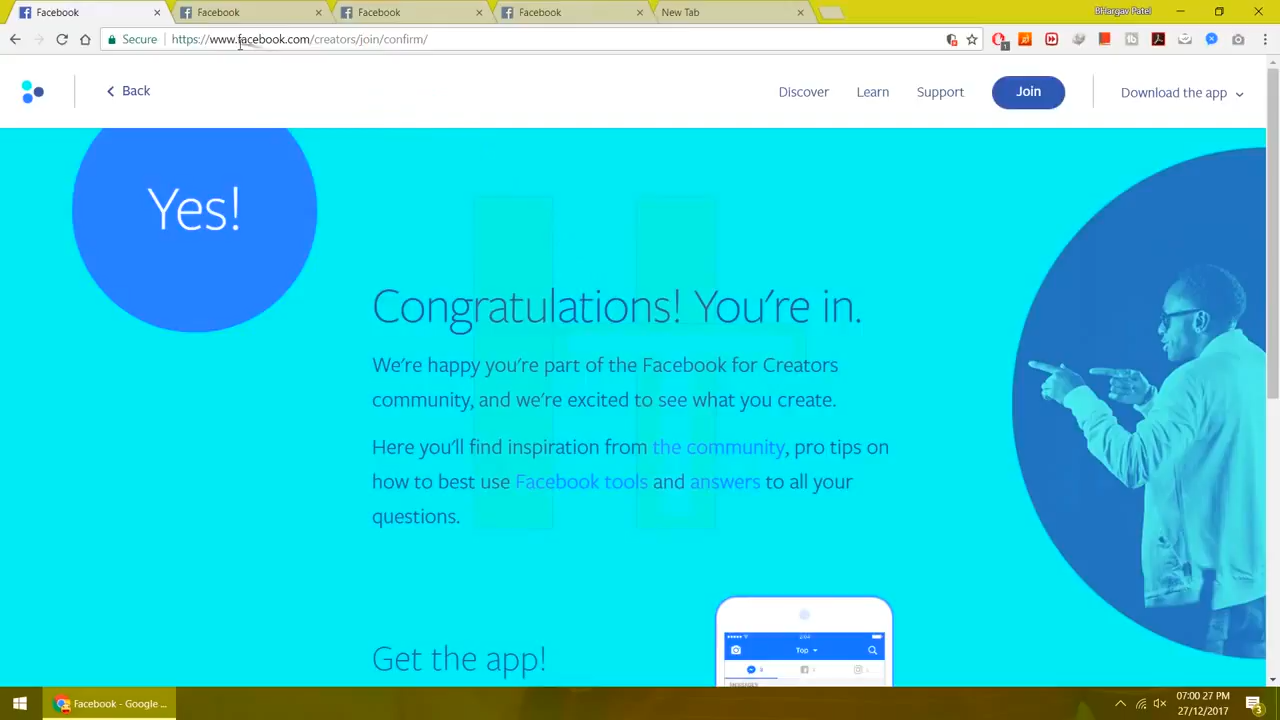 Facebook
Facebook
Facebook
Facebook
New Tab
BHargav Patel
Secure
https://www.facebook.com/creators/join/confirm/
Back
Discover
Learn
Support
Join
Download the app
Yes!
Congratulations! You're in.
We're happy you're part of the Facebook for Creators
community, and we're excited to see what you create.
Here you'll find inspiration from the community, pro tips on
how to best use Facebook tools and answers to all your
questions.
Get the app!
2:04
Top
MESSAGES
Facebook - Google ...
07:00:27 PM
27/12/2017
3